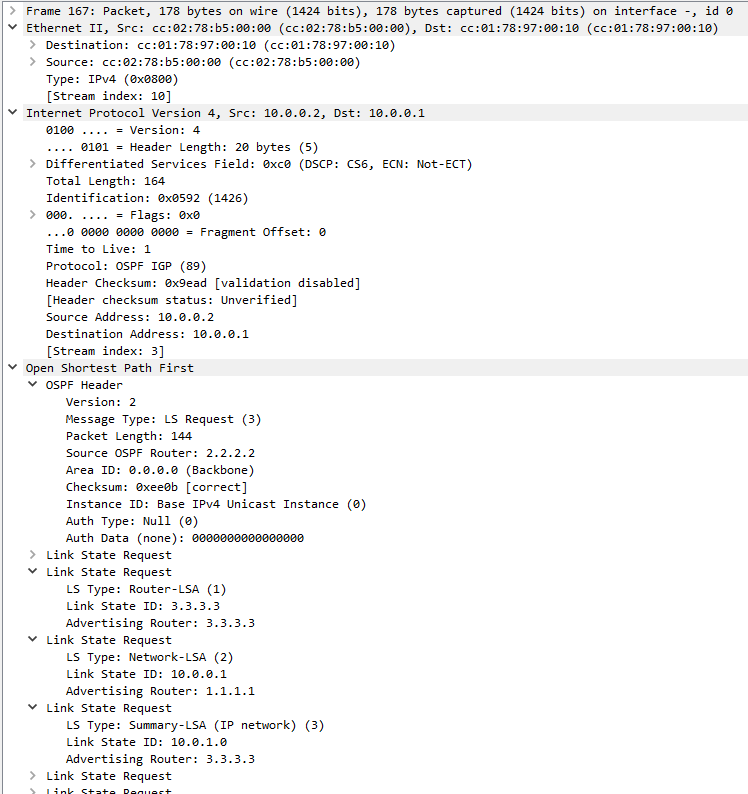 Frame 167: Packet, 178 bytes on wire (1424 bits), 178 bytes captured (1424 bits) on interface -, id 0
Ethernet II, Src: cc:02:78:b5:00:00 (cc:02:78:b5:00:00), Dst: cc:01:78:97:00:10 (cc:01:78:97:00:10)
Destination: cc:01:78:97:00:10 (cc:01:78:97:00:10)
Source: cc:02:78:b5:00:00 (cc:02:78:b5:00:00)
Type: IPv4 (0x0800)
[Stream index: 10]
Internet Protocol Version 4, Src: 10.0.0.2, Dst: 10.0.0.1
0100 .... = Version: 4
.... 0101 = Header Length: 20 bytes (5)
Differentiated Services Field: 0xc0 (DSCP: CS6, ECN: Not-ECT)
Total Length: 164
Identification: 0x0592 (1426)
000. .... = Flags: 0x0
...0 0000 0000 0000 = Fragment Offset: 0
Time to Live: 1
Protocol: OSPF IGP (89)
Header Checksum: 0x9ead [validation disabled]
[Header checksum status: Unverified]
Source Address: 10.0.0.2
Destination Address: 10.0.0.1
[Stream index: 3]
Open Shortest Path First
OSPF Header
Version: 2
Message Type: LS Request (3)
Packet Length: 144
Source OSPF Router: 2.2.2.2
Area ID: 0.0.0.0 (Backbone)
Checksum: 0xee0b [correct]
Instance ID: Base IPv4 Unicast Instance (0)
Auth Type: Null (0)
Auth Data (none): 0000000000000000
Link State Request
Link State Request
LS Type: Router-LSA (1)
Link State ID: 3.3.3.3
Advertising Router: 3.3.3.3
Link State Request
LS Type: Network-LSA (2)
Link State ID: 10.0.0.1
Advertising Router: 1.1.1.1
Link State Request
LS Type: Summary-LSA (IP network) (3)
Link State ID: 10.0.1.0
Advertising Router: 3.3.3.3
Link State Request
Link State Request